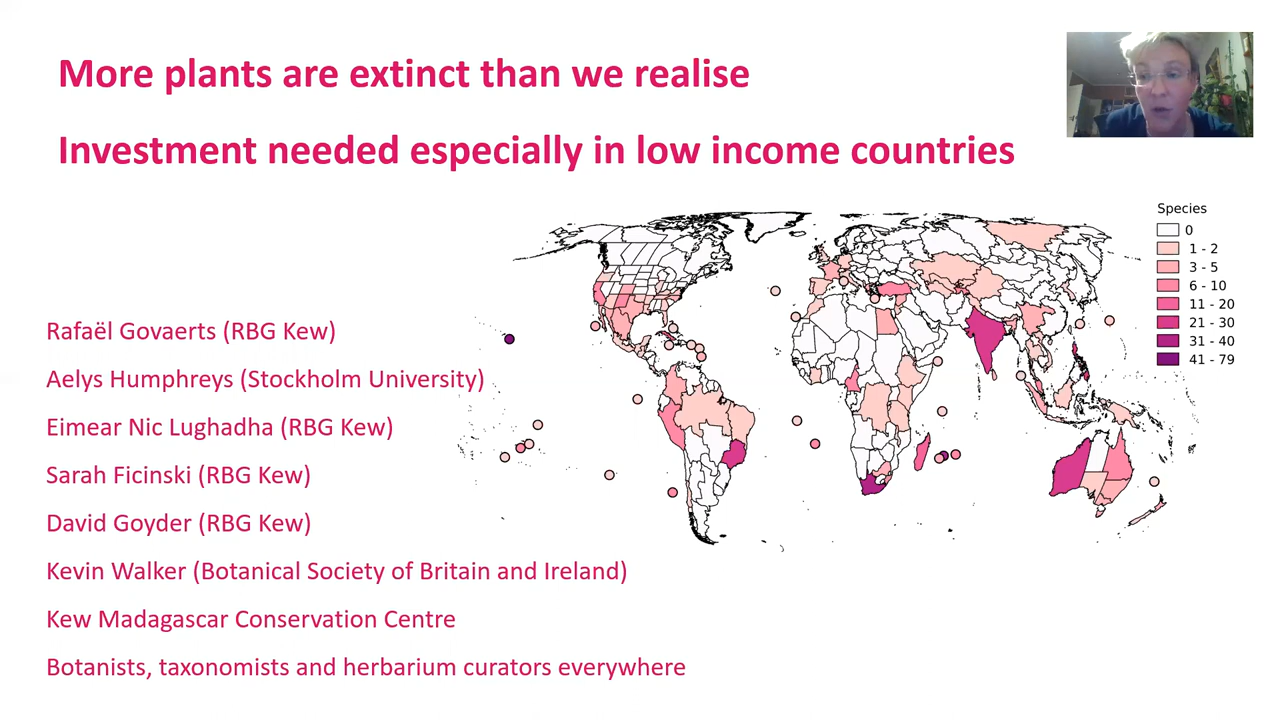 More plants are extinct than we realise
Investment needed especially in low income countries
Species
0
1 - 2
3 - 5
6 - 10
11 - 20
21 - 30
31 - 40
41 - 79
Rafaël Govaerts (RBG Kew)
Aelys Humphreys (Stockholm University)
Eimear Nic Lughadha (RBG Kew)
Sarah Ficinski (RBG Kew)
David Goyder (RBG Kew)
Kevin Walker (Botanical Society of Britain and Ireland)
Kew Madagascar Conservation Centre
Botanists, taxonomists and herbarium curators everywhere